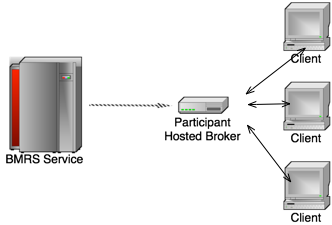 Client
BMRS Service
Participant
Hosted Broker
Client
Client